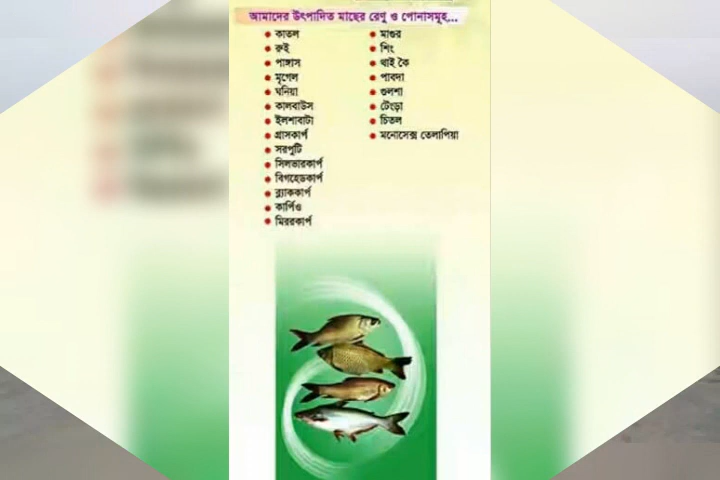 আমাদের উৎপাদিত মাছের রেণু ও পোনাসমূহ...
কাতল
রুই
পাঙ্গাস
মৃগেল
ঘনিয়া
কালবাউস
ইলশাবাটা
গ্রাসকার্প
সরপুটি
সিলভারকার্প
বিগহেডকার্প
ব্ল্যাককার্প
কার্পিও
মিররকার্প
মাগুর
শিং
থাই কৈ
পাবদা
গুলশা
টেংড়া
চিতল
মনোসেক্স তেলাপিয়া